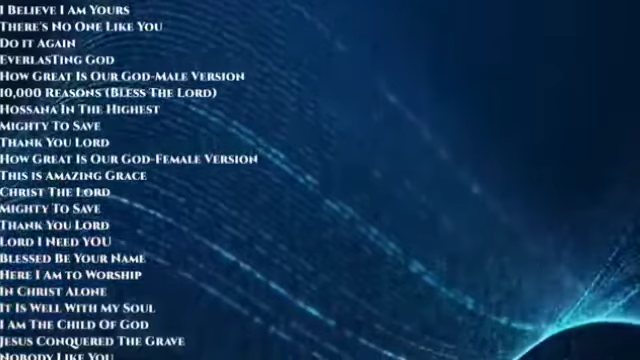 I Believe I Am Yours
There's No One Like You
Do it Again
Everlasting God
How Great Is Our God-Male Version
10,000 Reasons (Bless The Lord)
Hossana In The Highest
Mighty To Save
Thank You Lord
How Great Is Our God-Female Version
This is Amazing Grace
Christ The Lord
Mighty To Save
Thank You Lord
Lord I Need YOU
Blessed Be Your Name
Here I Am to Worship
In Christ Alone
It Is Well With My Soul
I Am The Child Of God
Jesus Conquered The Grave
Nobody Like You